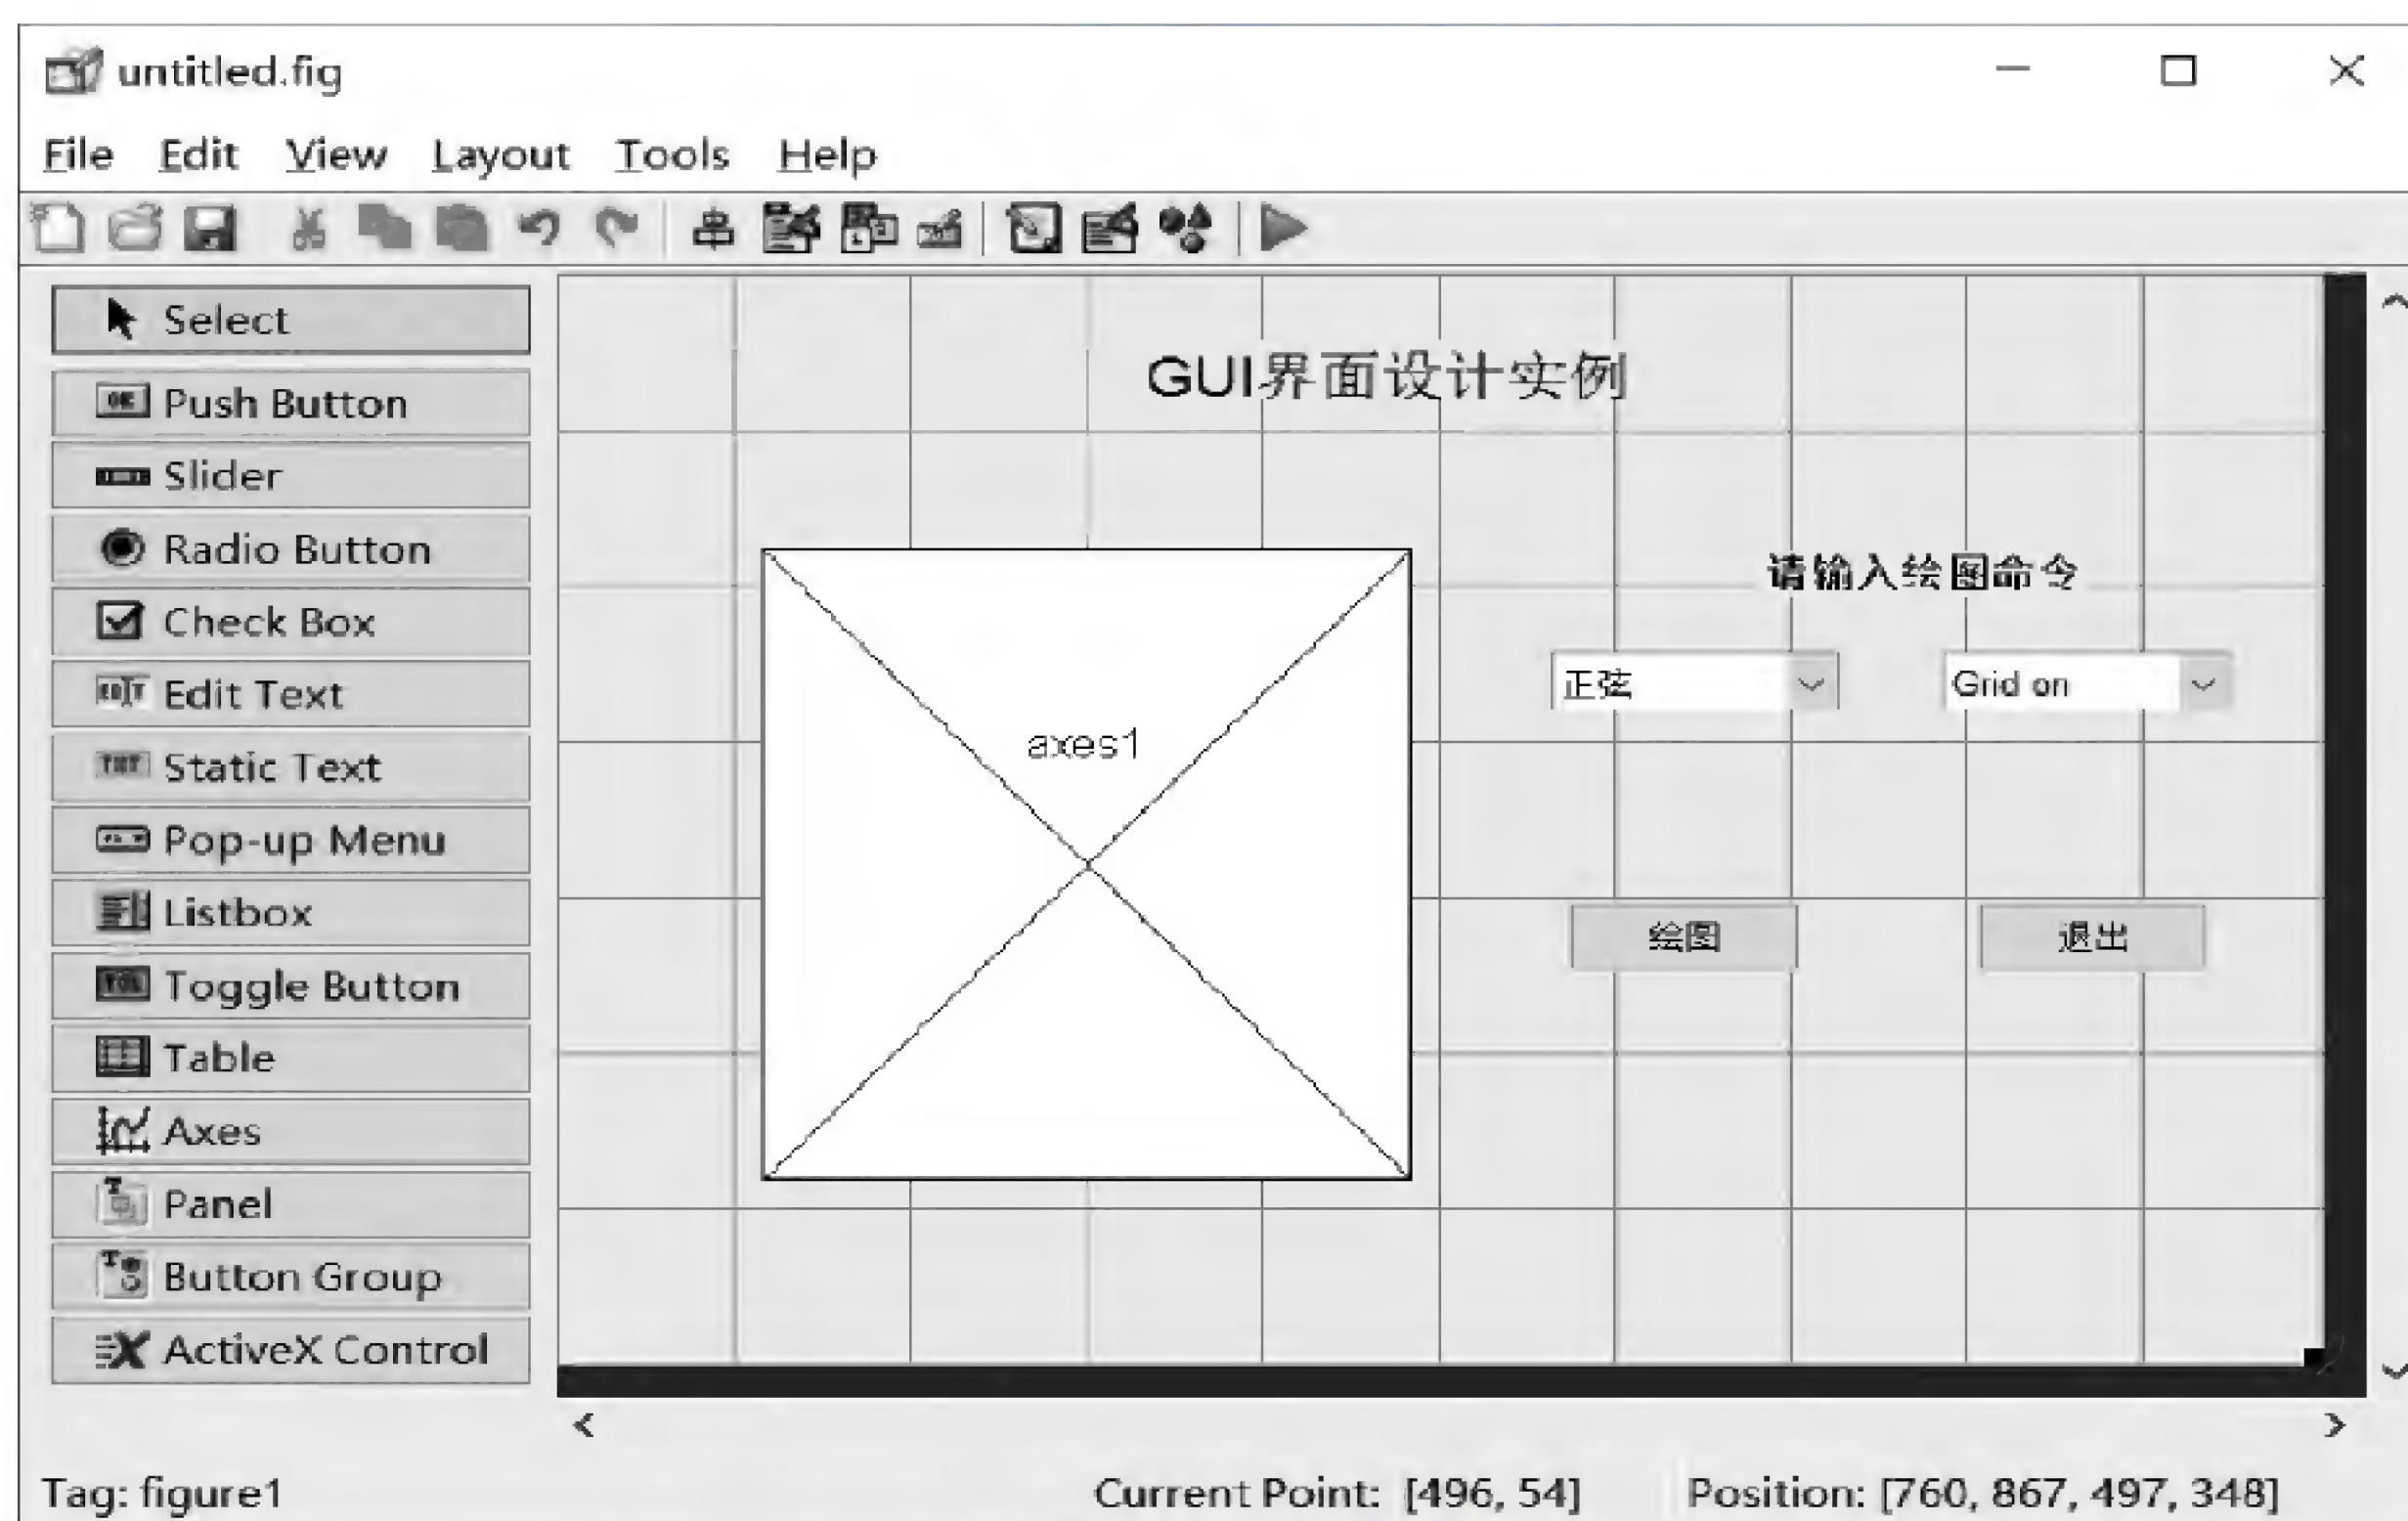 untitled.fig
File Edit View Layout Tools Help
Select
Push Button
Slider
Radio Button
Check Box
Edit Text
Static Text
Pop-up Menu
Listbox
Toggle Button
Table
Axes
Panel
Button Group
ActiveX Control
GUI界面设计实例
axes1
请输入绘图命令
正弦 Grid on
绘图 退出
Tag: figure1 Current Point: [496, 54] Position: [760, 867, 497, 348]